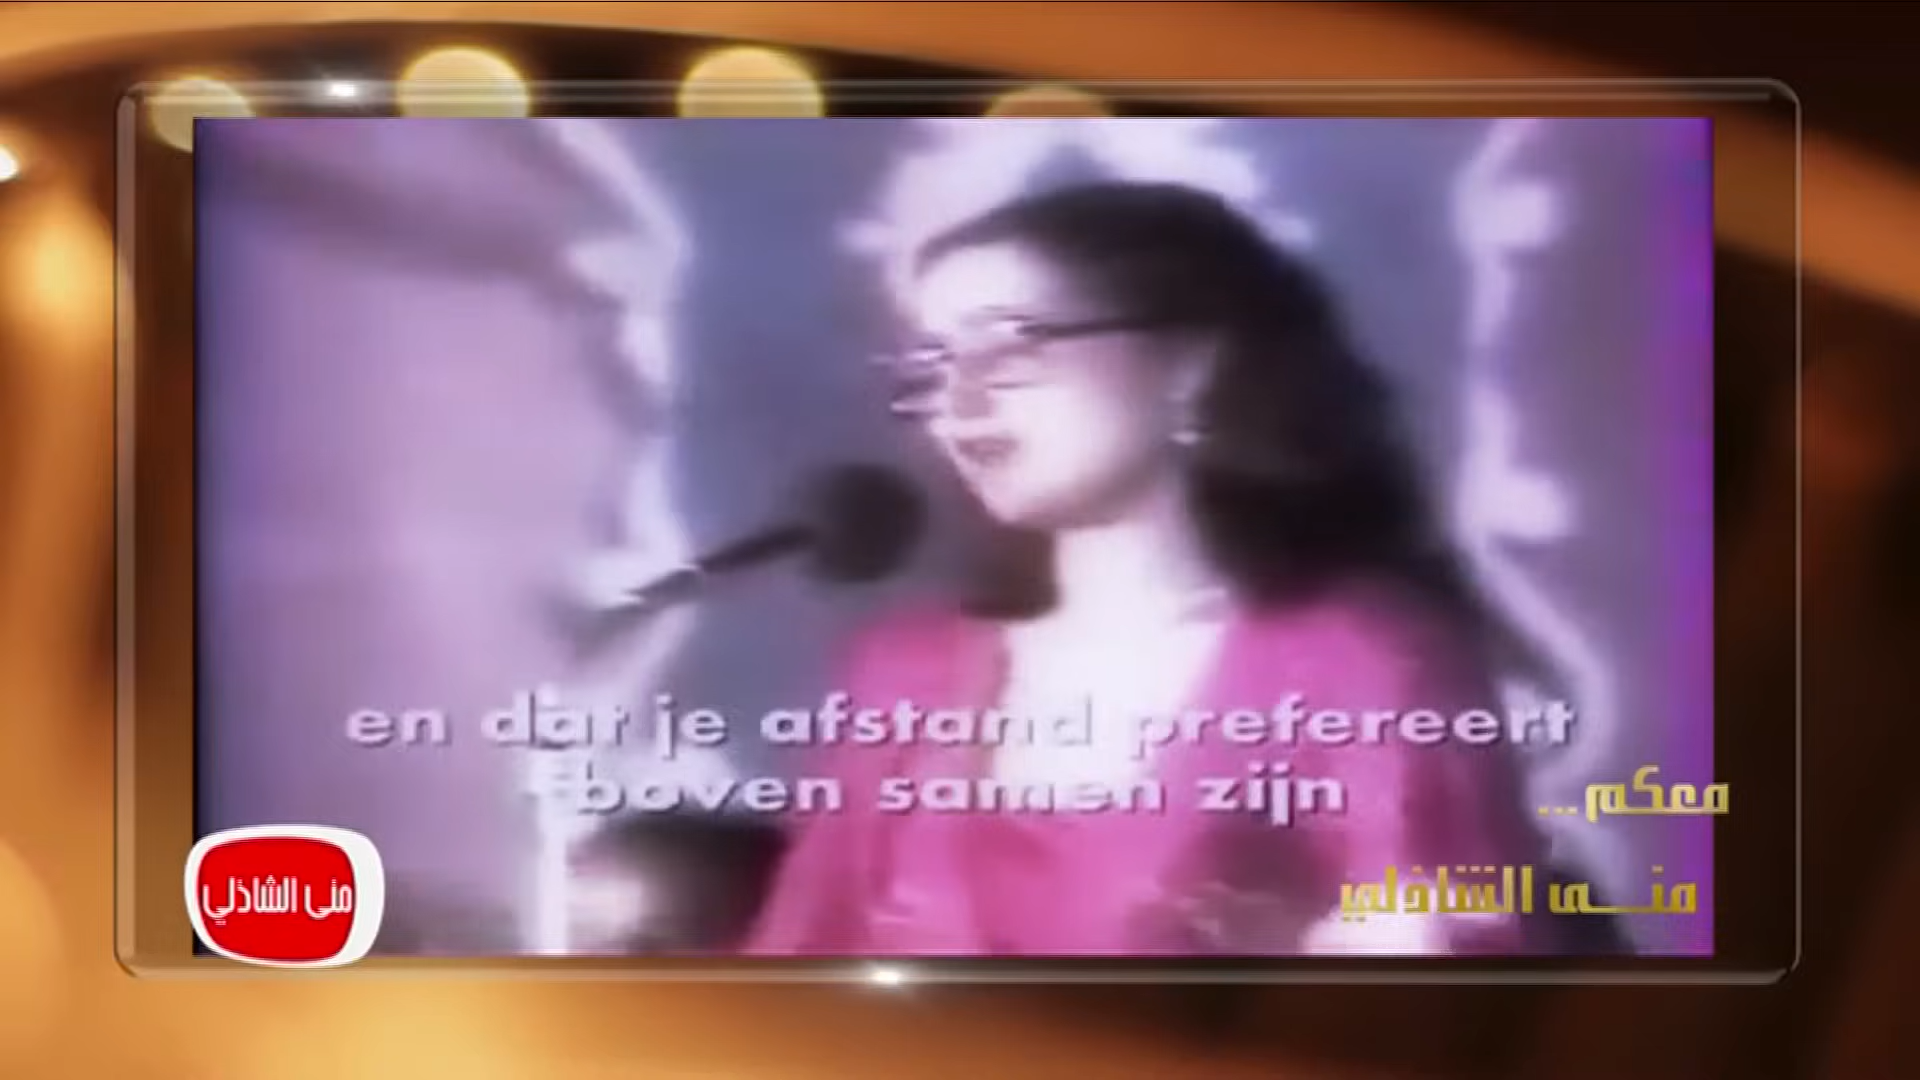 en dat je afstand prefereert
boven samen zijn
معكم...
منى الشاذلي
منى الشاذلي